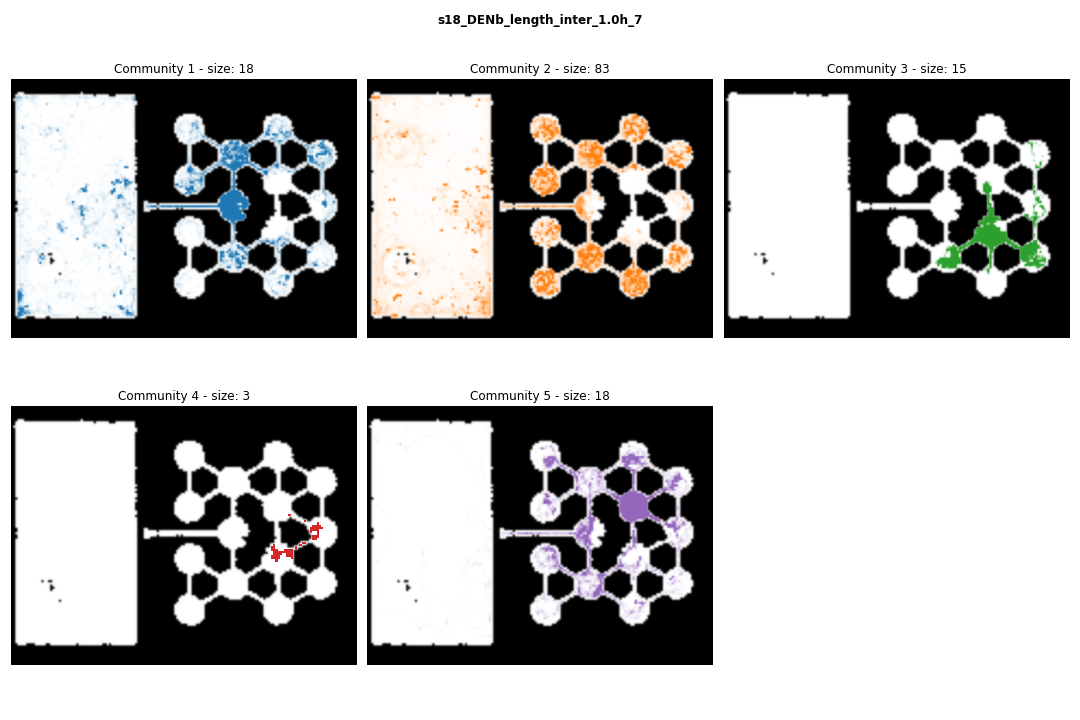 s18_DENb_length_inter_1.0h_7
Community 1 - size: 18
Community 2 - size: 83
Community 3 - size: 15
Community 4 - size: 3
Community 5 - size: 18